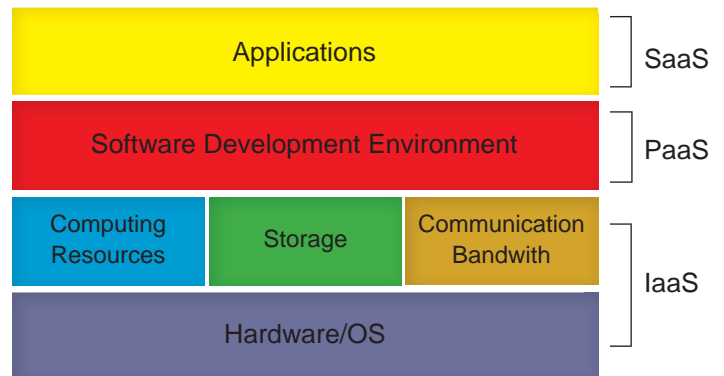 Applications
SaaS
Software Development Environment
PaaS
Computing
Resources
Storage
Communication
Bandwith
IaaS
Hardware/OS